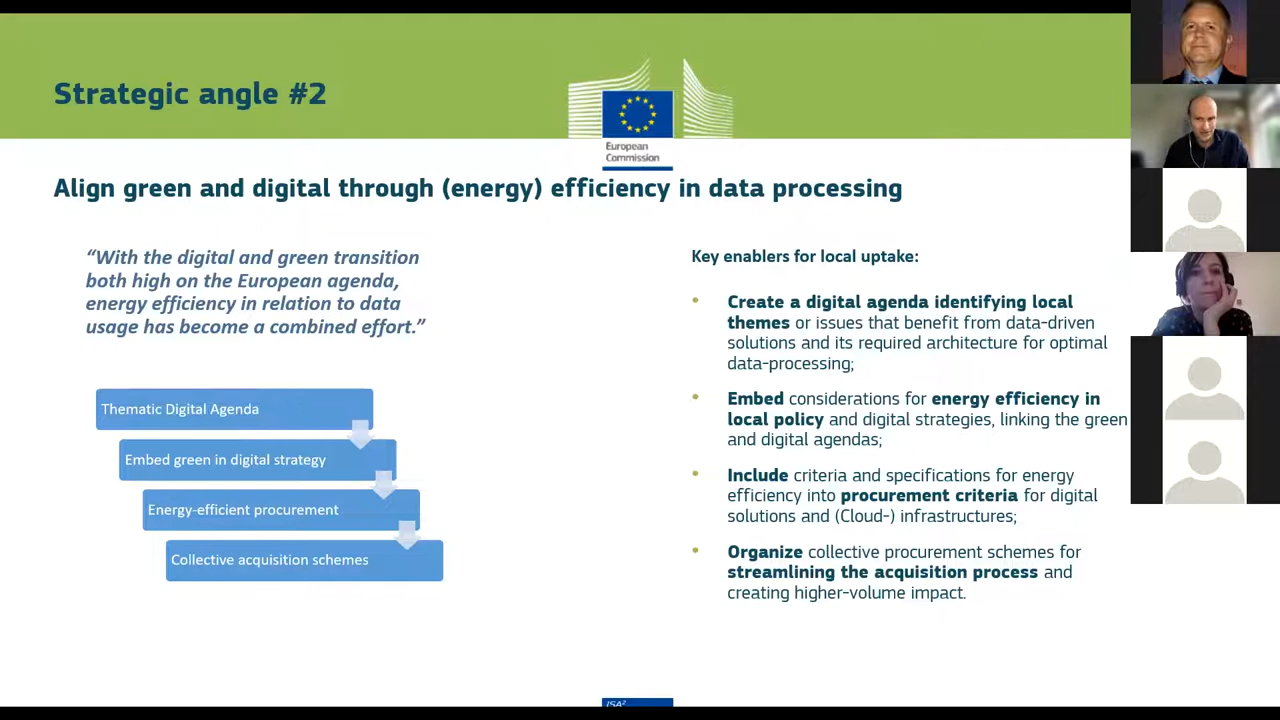 Strategic angle #2
European
Commission
Align green and digital through (energy) efficiency in data processing
“With the digital and green transition
both high on the European agenda,
energy efficiency in relation to data
usage has become a combined effort.”
Thematic Digital Agenda
Embed green in digital strategy
Energy-efficient procurement
Collective acquisition schemes
Key enablers for local uptake:
• Create a digital agenda identifying local
themes or issues that benefit from data-driven
solutions and its required architecture for optimal
data-processing;
• Embed considerations for energy efficiency in
local policy and digital strategies, linking the green
and digital agendas;
• Include criteria and specifications for energy
efficiency into procurement criteria for digital
solutions and (Cloud-) infrastructures;
• Organize collective procurement schemes for
streamlining the acquisition process and
creating higher-volume impact.
ISA²